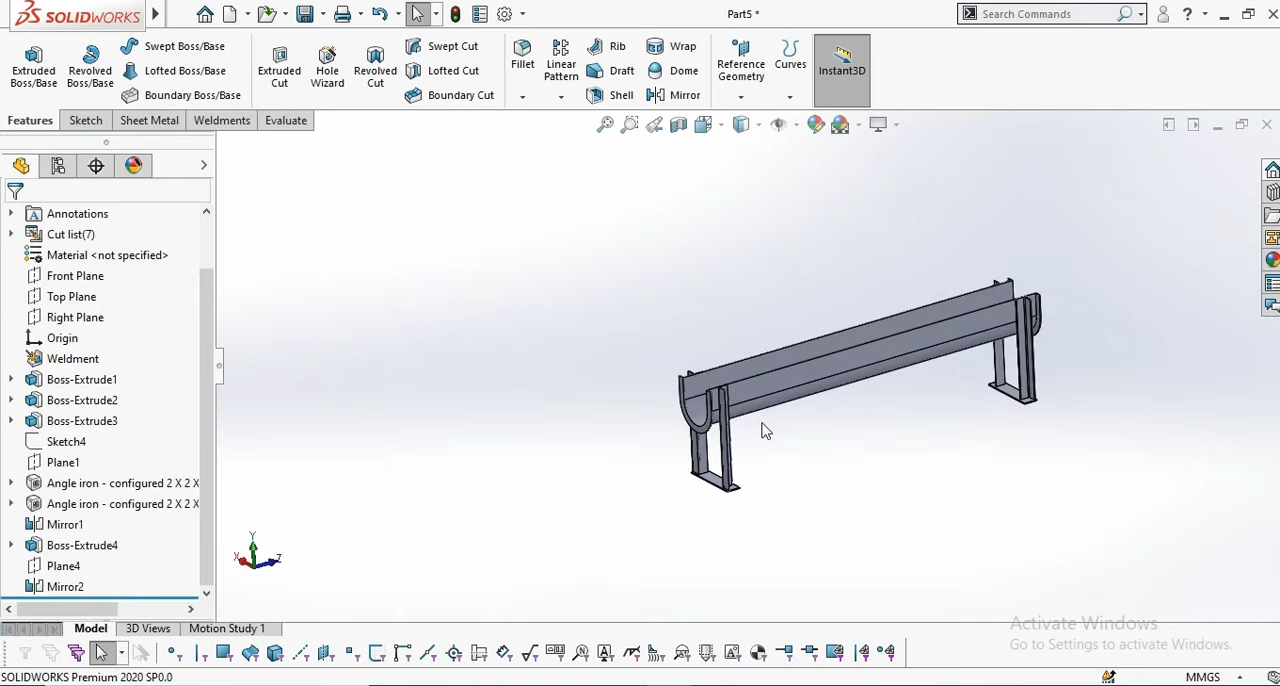 SOLIDWORKS
Part5 *
Search Commands
?
Extruded Boss/Base
Revolved Boss/Base
Swept Boss/Base
Lofted Boss/Base
Boundary Boss/Base
Extruded Cut
Hole Wizard
Revolved Cut
Swept Cut
Lofted Cut
Boundary Cut
Fillet
Linear Pattern
Rib
Draft
Shell
Wrap
Dome
Mirror
Reference Geometry
Curves
Instant3D
Features
Sketch
Sheet Metal
Weldments
Evaluate
Annotations
Cut list(7)
Material <not specified>
Front Plane
Top Plane
Right Plane
Origin
Weldment
Boss-Extrude1
Boss-Extrude2
Boss-Extrude3
Sketch4
Plane1
Angle iron - configured 2 X 2 X
Angle iron - configured 2 X 2 X
Mirror1
Boss-Extrude4
Plane4
Mirror2
Y
X
Z
Activate Windows
Go to Settings to activate Windows.
Model
3D Views
Motion Study 1
SOLIDWORKS Premium 2020 SP0.0
MMGS